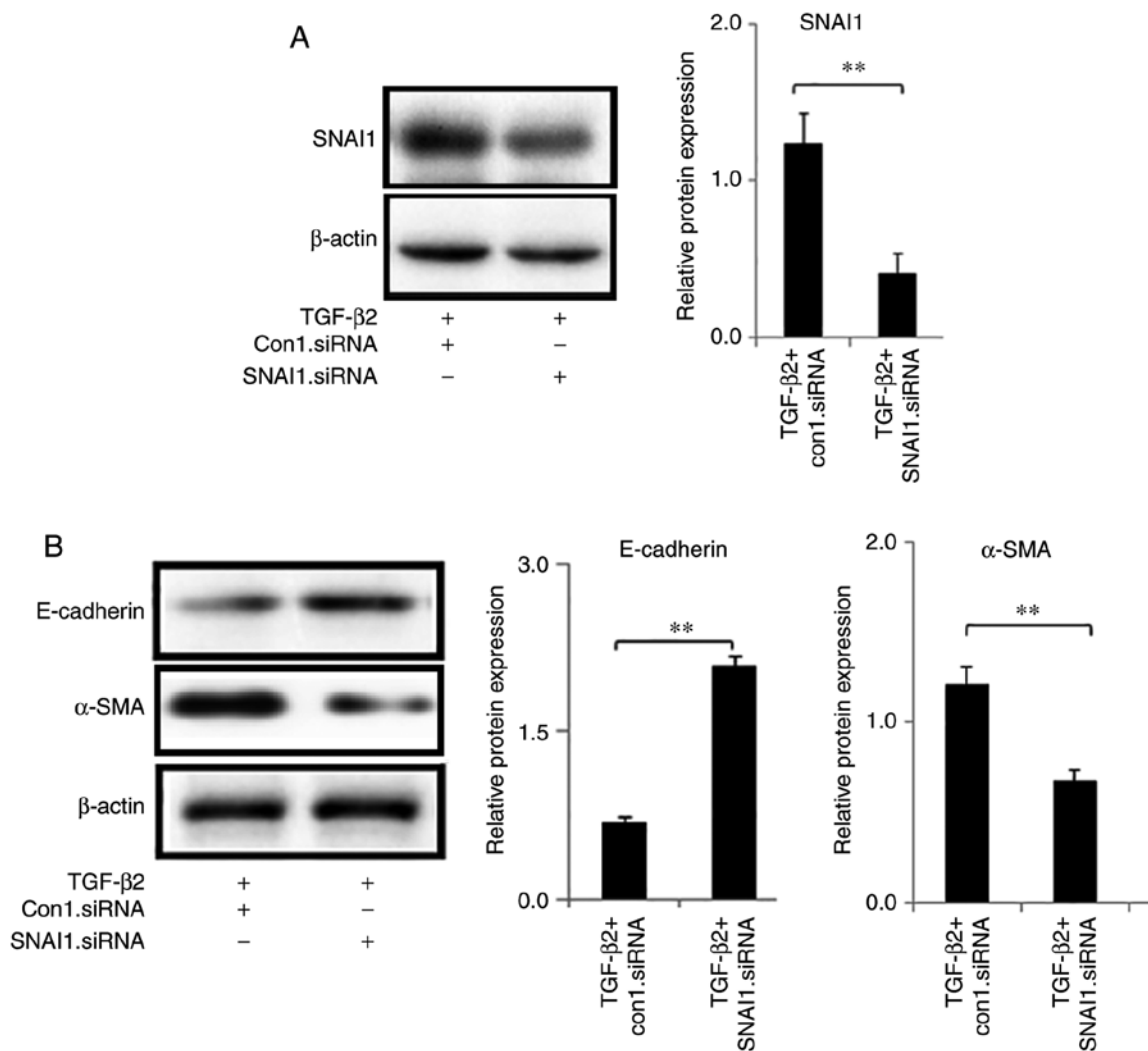 A
SNAI1
β-actin
TGF-β2 + +
Con1.siRNA + –
SNAI1.siRNA – +
SNAI1
**
Relative protein expression
2.0
1.0
0.0
TGF-β2+
con1.siRNA
TGF-β2+
SNAI1.siRNA
B
E-cadherin
α-SMA
β-actin
TGF-β2 + +
Con1.siRNA + –
SNAI1.siRNA – +
E-cadherin
**
Relative protein expression
3.0
1.5
0.0
TGF-β2+
con1.siRNA
TGF-β2+
SNAI1.siRNA
α-SMA
**
Relative protein expression
2.0
1.0
0.0
TGF-β2+
con1.siRNA
TGF-β2+
SNAI1.siRNA